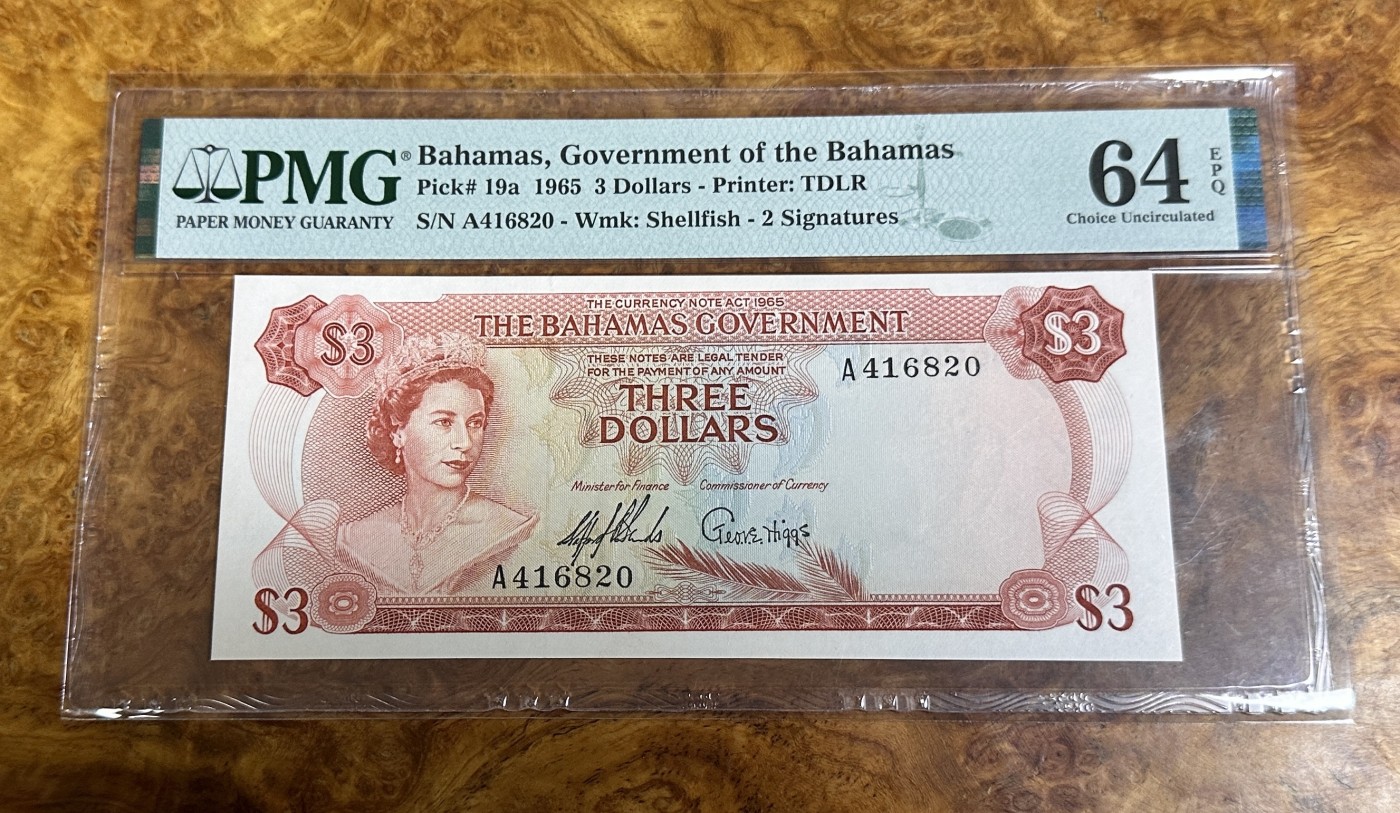 PMG®
PAPER MONEY GUARANTY
Bahamas, Government of the Bahamas
Pick# 19a 1965 3 Dollars - Printer: TDLR
S/N A416820 - Wmk: Shellfish - 2 Signatures
64
EPQ
Choice Uncirculated
THE CURRENCY NOTE ACT 1965
THE BAHAMAS GOVERNMENT
$3
$3
THESE NOTES ARE LEGAL TENDER
FOR THE PAYMENT OF ANY AMOUNT
A416820
THREE
DOLLARS
Minister for Finance Commissioner of Currency
Geo.E. Higgs
A416820
$3
$3